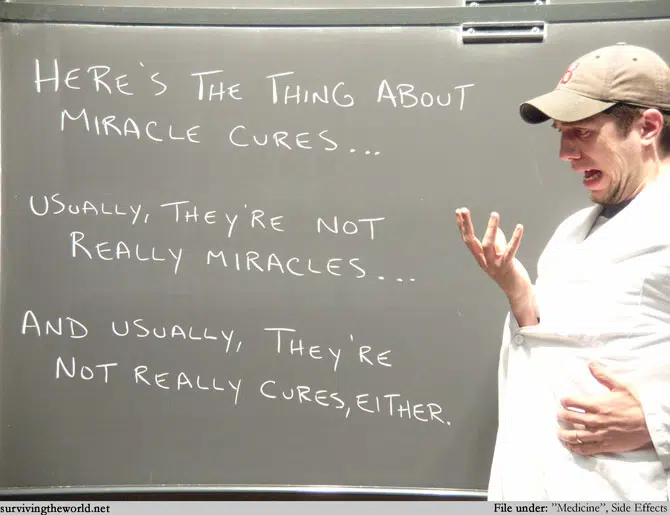 HERE'S THE THING ABOUT
MIRACLE CURES...
USUALLY, THEY'RE NOT
REALLY MIRACLES...
AND USUALLY, THEY'RE
NOT REALLY CURES, EITHER.
survivingtheworld.net
File under: "Medicine", Side Effects